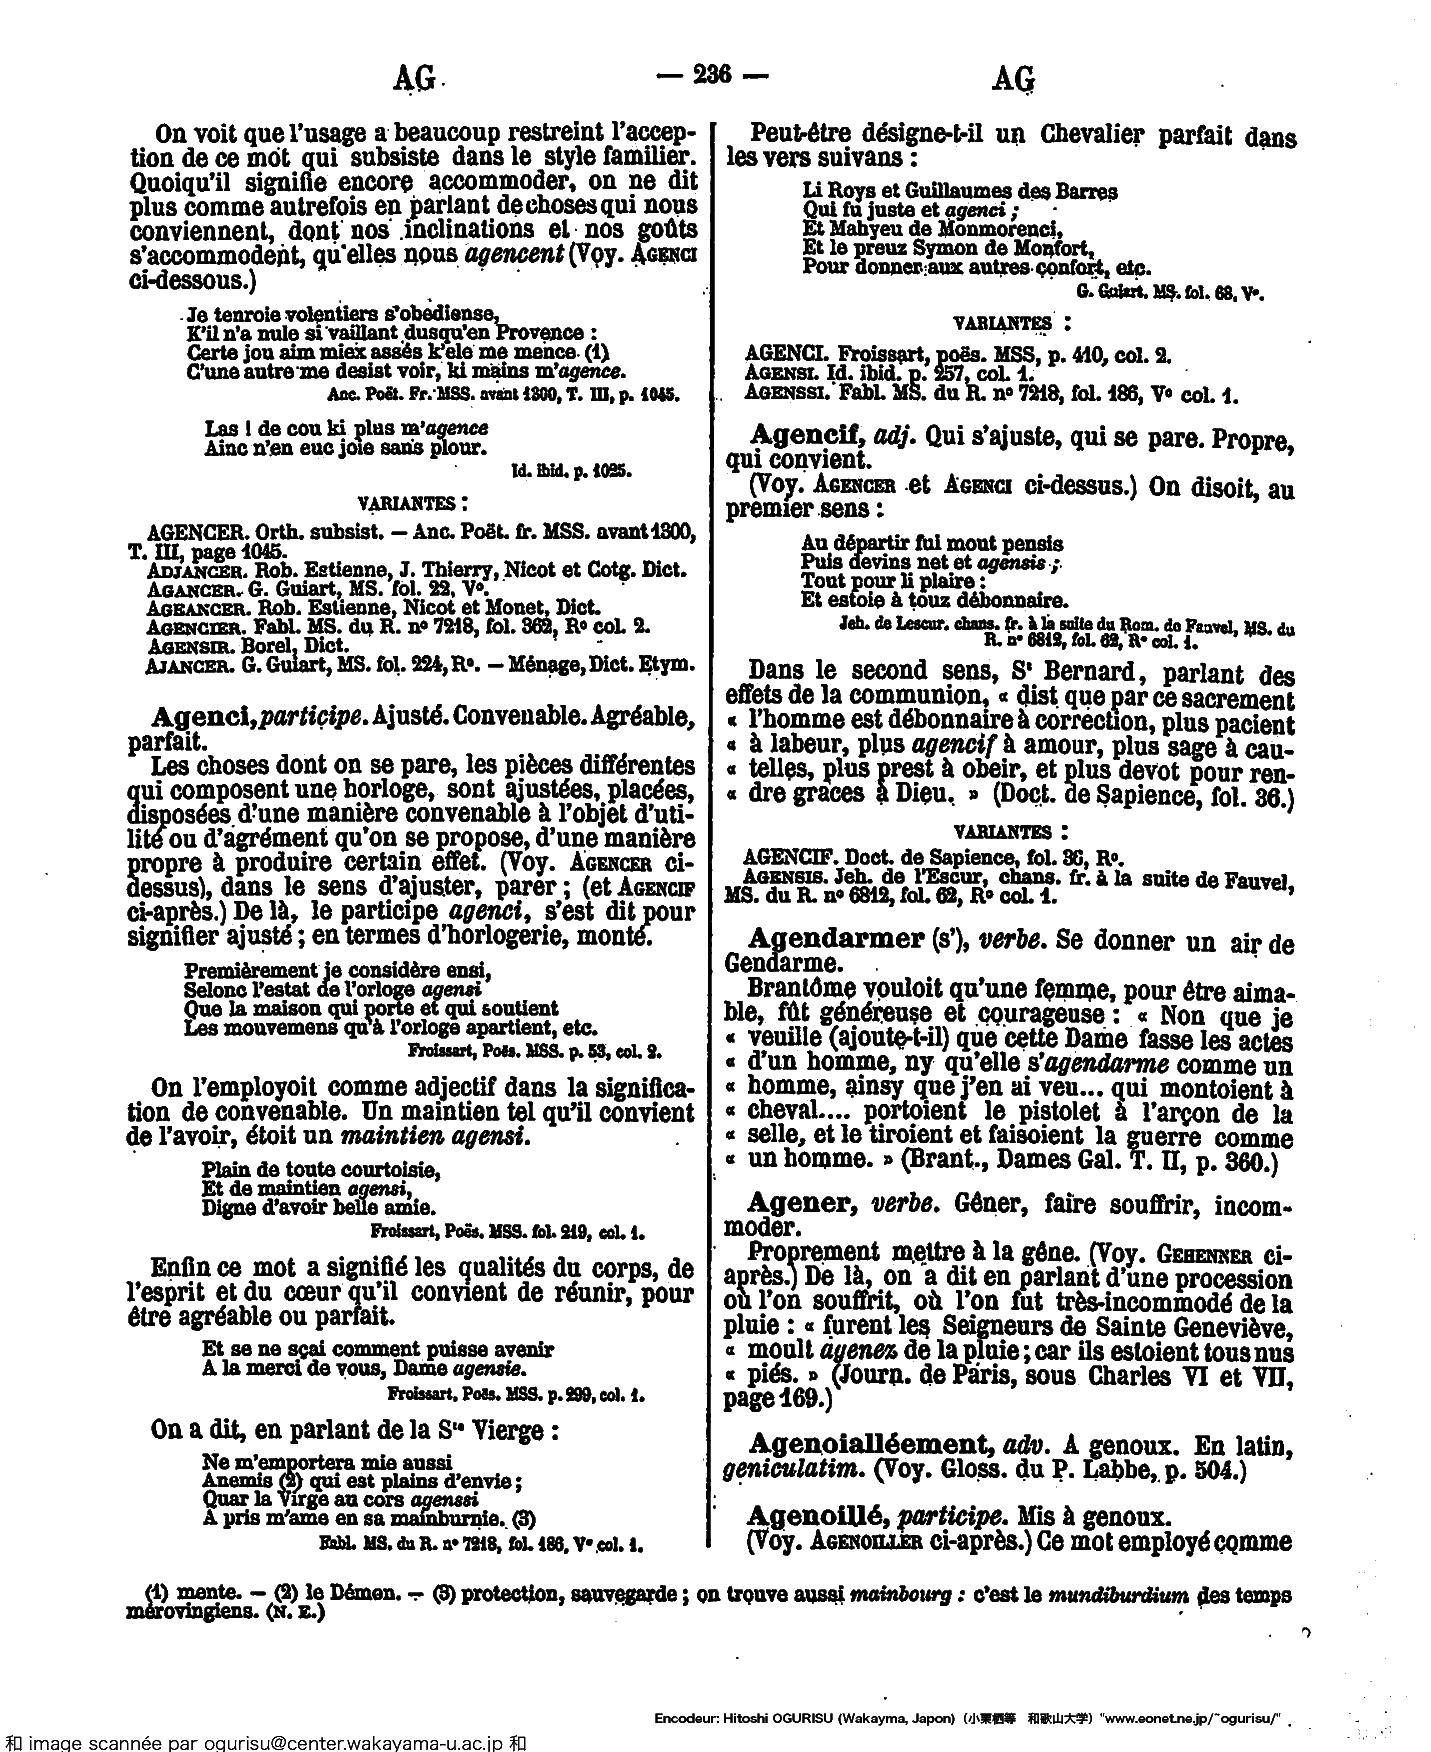 AG
— 236 —
AG
On voit que l'usage a beaucoup restreint l'accep-
tion de ce mot qui subsiste dans le style familier.
Quoiqu'il signifie encore accommoder, on ne dit
plus comme autrefois en parlant de choses qui nous
conviennent, dont nos inclinations et nos goûts
s'accommodent, qu'elles nous agencent (Voy. AGENCI
ci-dessous.)
Je tenroie volentiers s'obediense,
K'il n'a nule si vaillant dusqu'en Provence :
Certe jou aim miex assés k'ele me mence (1)
C'une autre me desist voir, ki mains m'agence.
Anc. Poët. Fr. MSS. avant 1300, T. III, p. 1045.
Las ! de cou ki plus m'agence
Ainc n'en euc joie sans plour.
Id. ibid. p. 1025.
VARIANTES :
AGENCER. Orth. subsist. — Anc. Poët. fr. MSS. avant 1300,
T. III, page 1045.
ADJANCER. Rob. Estienne, J. Thierry, Nicot et Cotg. Dict.
AGANCER. G. Guiart, MS. fol. 22, Vº.
AGEANCER. Rob. Estienne, Nicot et Monet, Dict.
AGENCIER. Fabl. MS. du R. nº 7218, fol. 362, Rº col. 2.
AGENSIR. Borel, Dict.
AJANCER. G. Guiart, MS. fol. 224, Rº. — Ménage, Dict. Etym.
Agenci, participe. Ajusté. Convenable. Agréable,
parfait.
Les choses dont on se pare, les pièces différentes
qui composent une horloge, sont ajustées, placées,
disposées d'une manière convenable à l'objet d'uti-
lité ou d'agrément qu'on se propose, d'une manière
propre à produire certain effet. (Voy. AGENCER ci-
dessus), dans le sens d'ajuster, parer ; (et AGENCIF
ci-après.) De là, le participe agenci, s'est dit pour
signifier ajusté ; en termes d'horlogerie, monté.
Premièrement je considère ensi,
Selonc l'estat de l'orloge agensi
Que la maison qui porte et qui soutient
Les mouvemens qu'à l'orloge apartient, etc.
Froissart, Poës. MSS. p. 53, col. 2.
On l'employoit comme adjectif dans la significa-
tion de convenable. Un maintien tel qu'il convient
de l'avoir, étoit un maintien agensi.
Plain de toute courtoisie,
Et de maintien agensi,
Digne d'avoir belle amie.
Froissart, Poës. MSS. fol. 219, col. 1.
Enfin ce mot a signifié les qualités du corps, de
l'esprit et du cœur qu'il convient de réunir, pour
être agréable ou parfait.
Et se ne sçai comment puisse avenir
A la merci de vous, Dame agensie.
Froissart, Poës. MSS. p. 299, col. 1.
On a dit, en parlant de la Ste Vierge :
Ne m'emportera mie aussi
Anemis (2) qui est plains d'envie ;
Quar la Virge au cors agenssi
A pris m'ame en sa mainburnie. (3)
Fabl. MS. du R. nº 7218, fol. 186, Vº col. 1.
Peut-être désigne-t-il un Chevalier parfait dans
les vers suivans :
Li Roys et Guillaumes des Barres
Qui fu juste et agenci ;
Et Mahyeu de Monmorenci,
Et le preuz Symon de Monfort,
Pour donner aux autres confort, etc.
G. Guiart. MS. fol. 68, Vº.
VARIANTES :
AGENCI. Froissart, poës. MSS, p. 410, col. 2.
AGENSI. Id. ibid. p. 257, col. 1.
AGENSSI. Fabl. MS. du R. nº 7218, fol. 186, Vº col. 1.
Agencif, adj. Qui s'ajuste, qui se pare. Propre,
qui convient.
(Voy. AGENCER et AGENCI ci-dessus.) On disoit, au
premier sens :
Au départir fui mout pensis
Puis devins net et agensis ;
Tout pour li plaire :
Et estoie à touz débonnaire.
Jeh. de Lescur. chans. fr. à la suite du Rom. de Fauvel, MS. du
R. nº 6812, fol. 62, Rº col. 1.
Dans le second sens, St Bernard, parlant des
effets de la communion, « dist que par ce sacrement
« l'homme est débonnaire à correction, plus pacient
« à labeur, plus agencif à amour, plus sage à cau-
« telles, plus prest à obeir, et plus devot pour ren-
« dre graces à Dieu. » (Doct. de Sapience, fol. 36.)
VARIANTES :
AGENCIF. Doct. de Sapience, fol. 36, Rº.
AGENSIS. Jeh. de l'Escur, chans. fr. à la suite de Fauvel,
MS. du R. nº 6812, fol. 62, Rº col. 1.
Agendarmer (s'), verbe. Se donner un air de
Gendarme.
Brantôme vouloit qu'une femme, pour être aima-
ble, fût généreuse et courageuse : « Non que je
« veuille (ajoute-t-il) que cette Dame fasse les actes
« d'un homme, ny qu'elle s'agendarme comme un
« homme, ainsy que j'en ai veu... qui montoient à
« cheval.... portoient le pistolet à l'arçon de la
« selle, et le tiroient et faisoient la guerre comme
« un homme. » (Brant., Dames Gal. T. II, p. 360.)
Agener, verbe. Gêner, faire souffrir, incom-
moder.
Proprement mettre à la gêne. (Voy. GEHENNER ci-
après.) De là, on a dit en parlant d'une procession
où l'on souffrit, où l'on fut très-incommodé de la
pluie : « furent les Seigneurs de Sainte Geneviève,
« moult agenez de la pluie ; car ils estoient tous nus
« piés. » (Journ. de Paris, sous Charles VI et VII,
page 169.)
Agenoialléement, adv. A genoux. En latin,
geniculatim. (Voy. Gloss. du P. Labbe, p. 504.)
Agenoillé, participe. Mis à genoux.
(Voy. AGENOILLER ci-après.) Ce mot employé comme
(1) mente. — (2) le Démon. — (3) protection, sauvegarde ; on trouve aussi mainbourg : c'est le mundiburdium des temps
mérovingiens. (N. E.)
Encodeur: Hitoshi OGURISU (Wakayma, Japon) (小栗栖等 和歌山大学) "www.eonet.ne.jp/~ogurisu/"
和 image scannée par ogurisu@center.wakayama-u.ac.jp 和